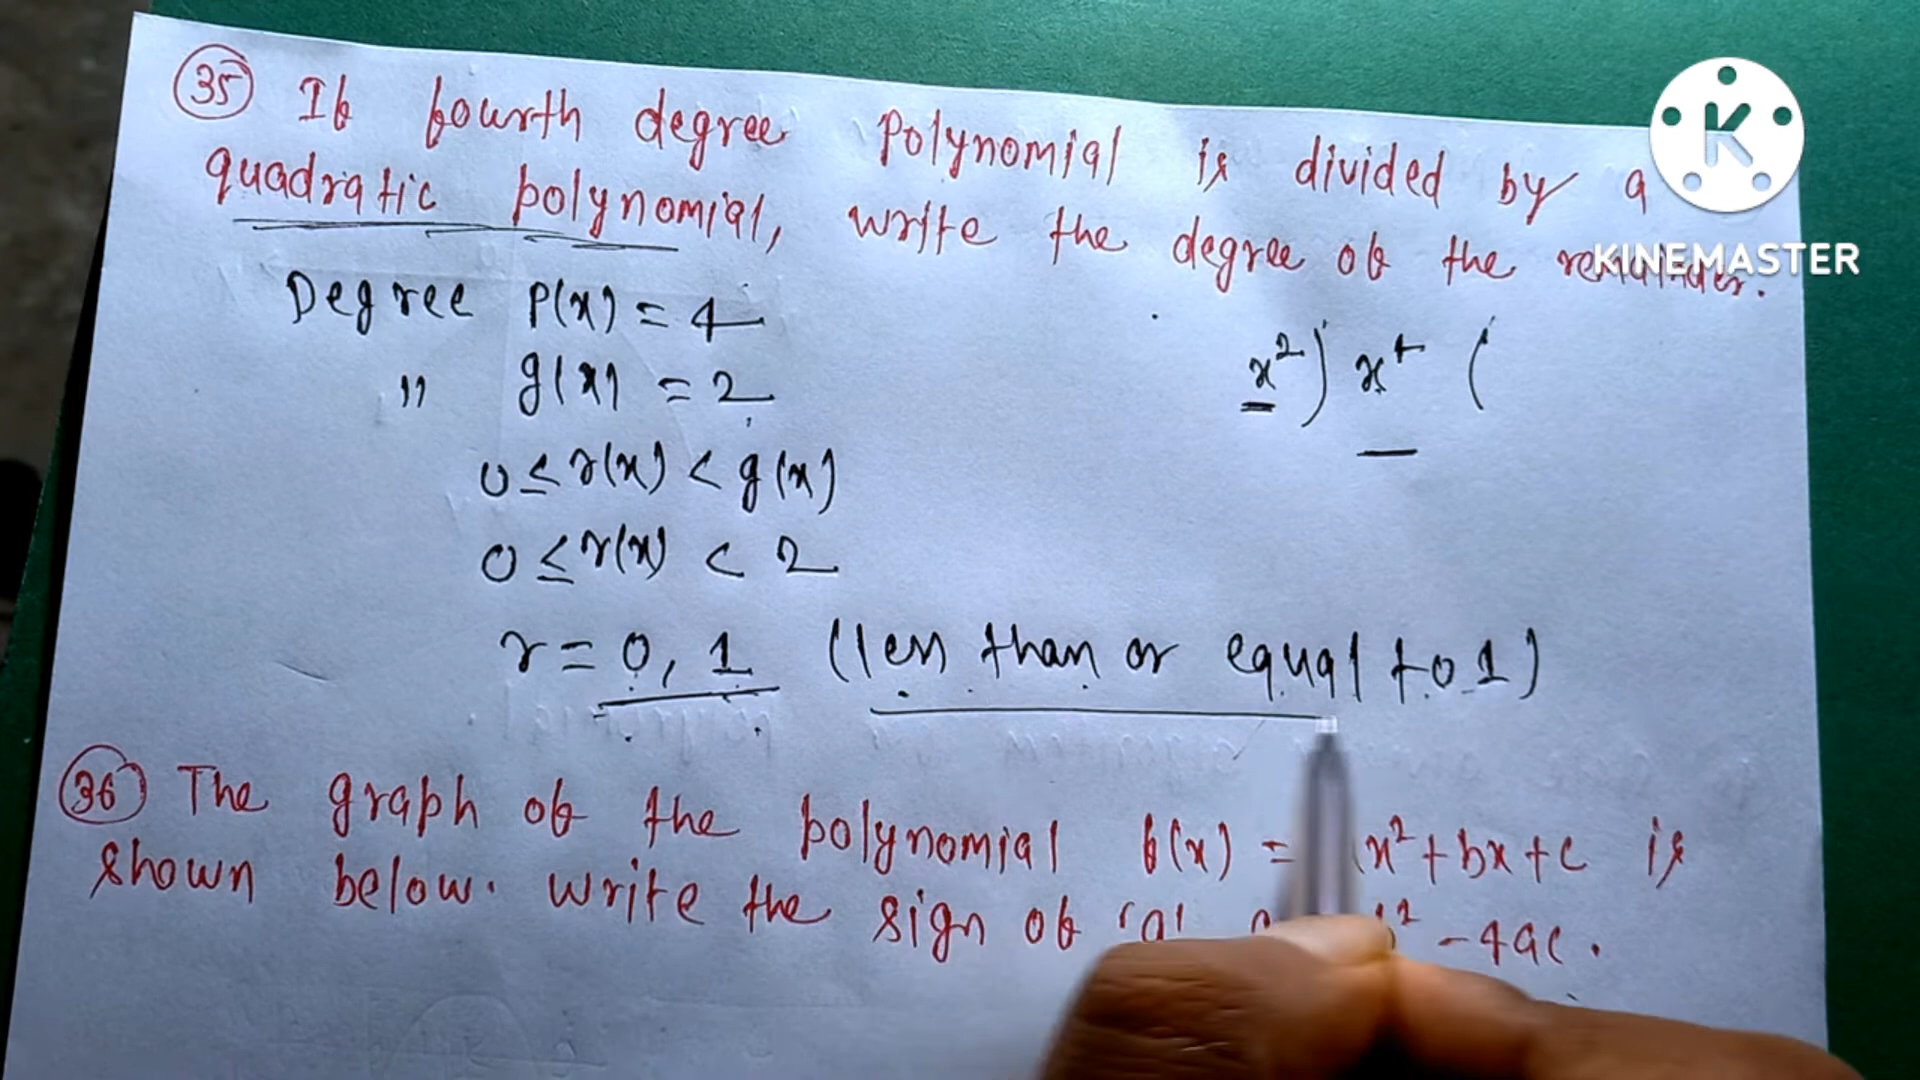 35 If fourth degree polynomial is divided by a
quadratic polynomial, write the degree of the remainder.
Degree p(x) = 4
,, g(x) = 2
x²) x⁴ (
0 ≤ r(x) < g(x)
0 ≤ r(x) < 2
r = 0, 1 (less than or equal to 1)
36 The graph of the polynomial f(x) = x² + bx + c is
shown below. write the sign of 'a' ² - 4ac.
K
KINEMASTER